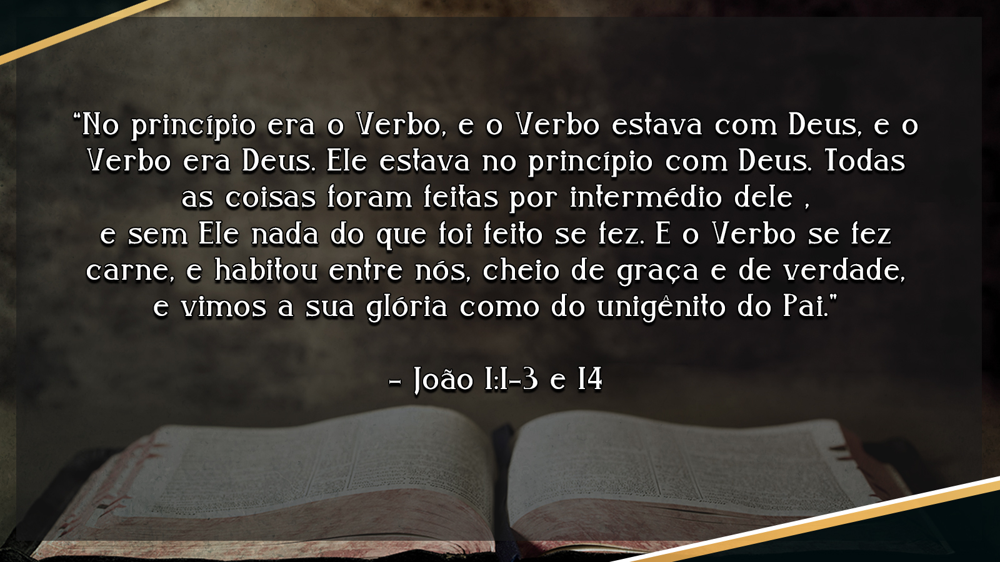 “No princípio era o Verbo, e o Verbo estava com Deus, e o
Verbo era Deus. Ele estava no princípio com Deus. Todas
as coisas foram feitas por intermédio dele ,
e sem Ele nada do que foi feito se fez. E o Verbo se fez
carne, e habitou entre nós, cheio de graça e de verdade,
e vimos a sua glória como do unigênito do Pai."
- João 1:1-3 e 14